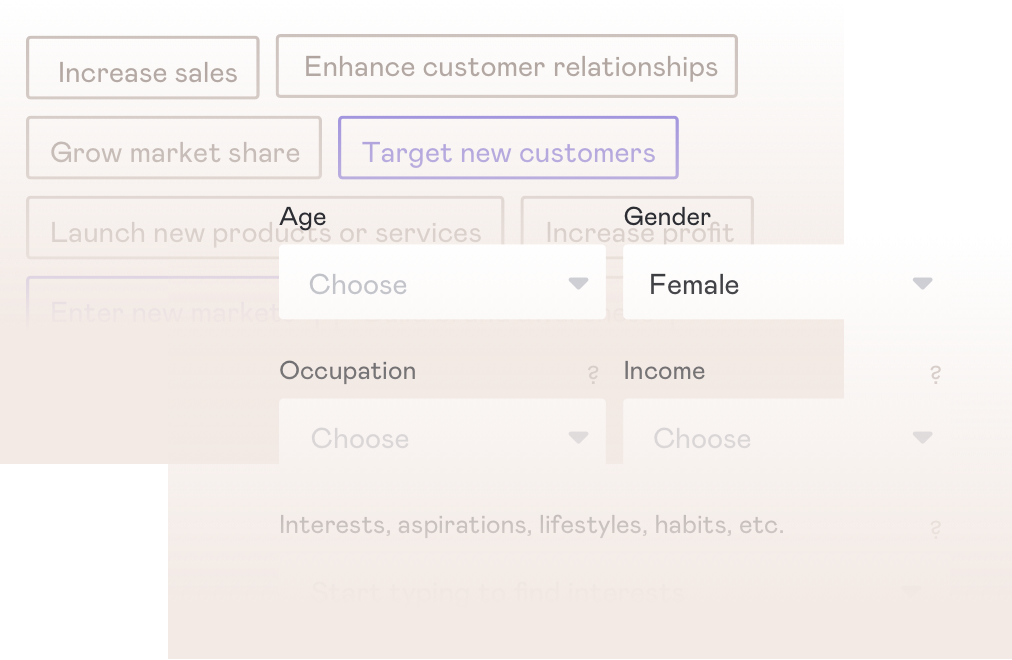 Increase sales
Enhance customer relationships
Grow market share
Target new customers
Launch new products or services
Increase profit
Enter new markets
Age
Gender
Choose
Female
Occupation ?
Income ?
Choose
Choose
Interests, aspirations, lifestyles, habits, etc. ?
Start typing to find interests